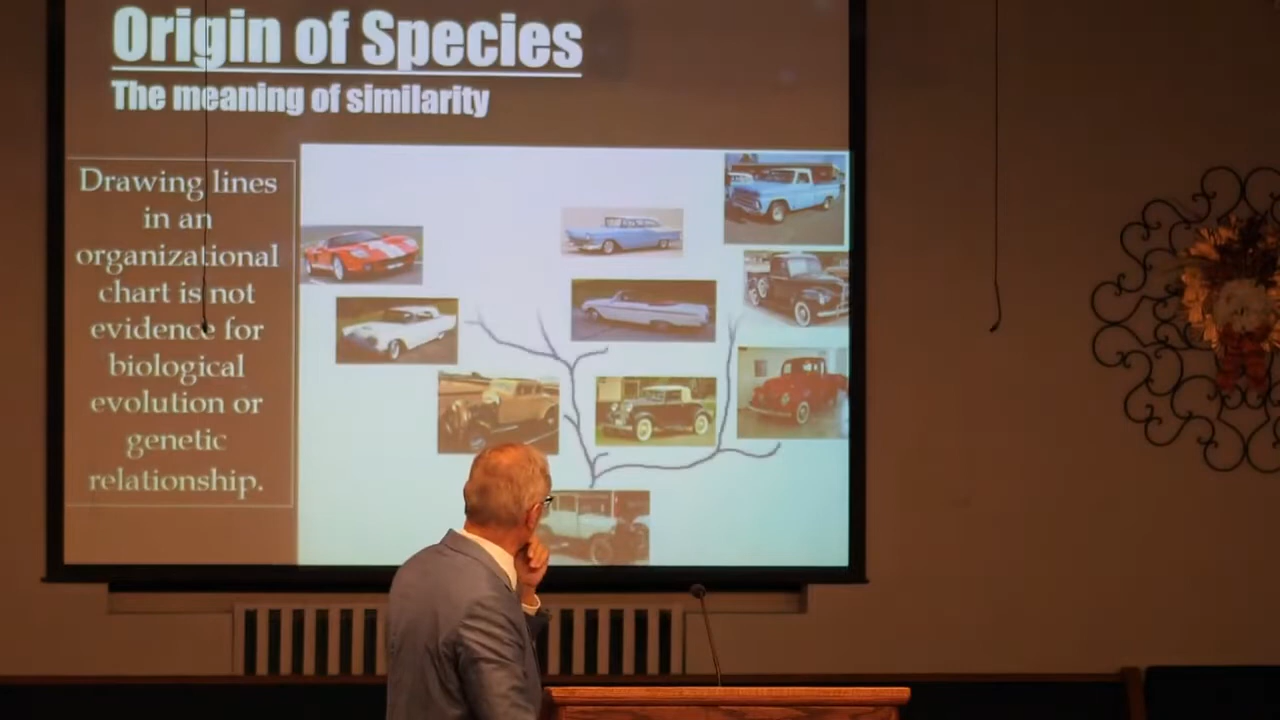 Origin of Species
The meaning of similarity
Drawing lines
in an
organizational
chart is not
evidence for
biological
evolution or
genetic
relationship.